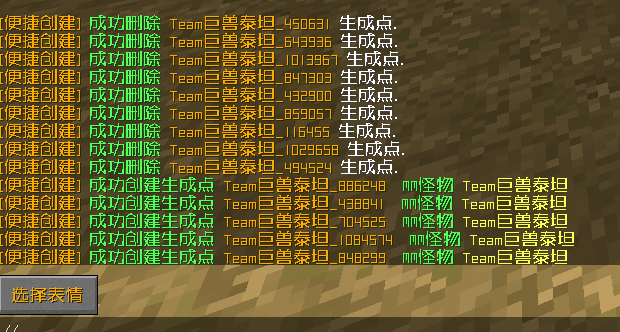 [便捷创建] 成功删除 Team巨兽泰坦_450631 生成点.
[便捷创建] 成功删除 Team巨兽泰坦_643936 生成点.
[便捷创建] 成功删除 Team巨兽泰坦_1013967 生成点.
[便捷创建] 成功删除 Team巨兽泰坦_847303 生成点.
[便捷创建] 成功删除 Team巨兽泰坦_432900 生成点.
[便捷创建] 成功删除 Team巨兽泰坦_859057 生成点.
[便捷创建] 成功删除 Team巨兽泰坦_116455 生成点.
[便捷创建] 成功删除 Team巨兽泰坦_1029658 生成点.
[便捷创建] 成功删除 Team巨兽泰坦_494524 生成点.
[便捷创建] 成功创建生成点 Team巨兽泰坦_886248 mm怪物 Team巨兽泰坦
[便捷创建] 成功创建生成点 Team巨兽泰坦_438841 mm怪物 Team巨兽泰坦
[便捷创建] 成功创建生成点 Team巨兽泰坦_704525 mm怪物 Team巨兽泰坦
[便捷创建] 成功创建生成点 Team巨兽泰坦_1084574 mm怪物 Team巨兽泰坦
[便捷创建] 成功创建生成点 Team巨兽泰坦_848299 mm怪物 Team巨兽泰坦
选择表情
//